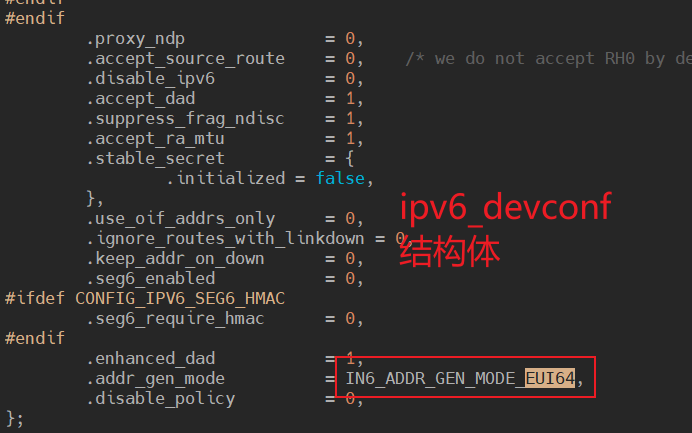 #endif
#endif
.proxy_ndp = 0,
.accept_source_route = 0, /* we do not accept RH0 by de
.disable_ipv6 = 0,
.accept_dad = 1,
.suppress_frag_ndisc = 1,
.accept_ra_mtu = 1,
.stable_secret = {
.initialized = false,
},
.use_oif_addrs_only = 0,
.ignore_routes_with_linkdown = 0,
.keep_addr_on_down = 0,
.seg6_enabled = 0,
#ifdef CONFIG_IPV6_SEG6_HMAC
.seg6_require_hmac = 0,
#endif
.enhanced_dad = 1,
.addr_gen_mode = IN6_ADDR_GEN_MODE_EUI64,
.disable_policy = 0,
};
ipv6_devconf
结构体